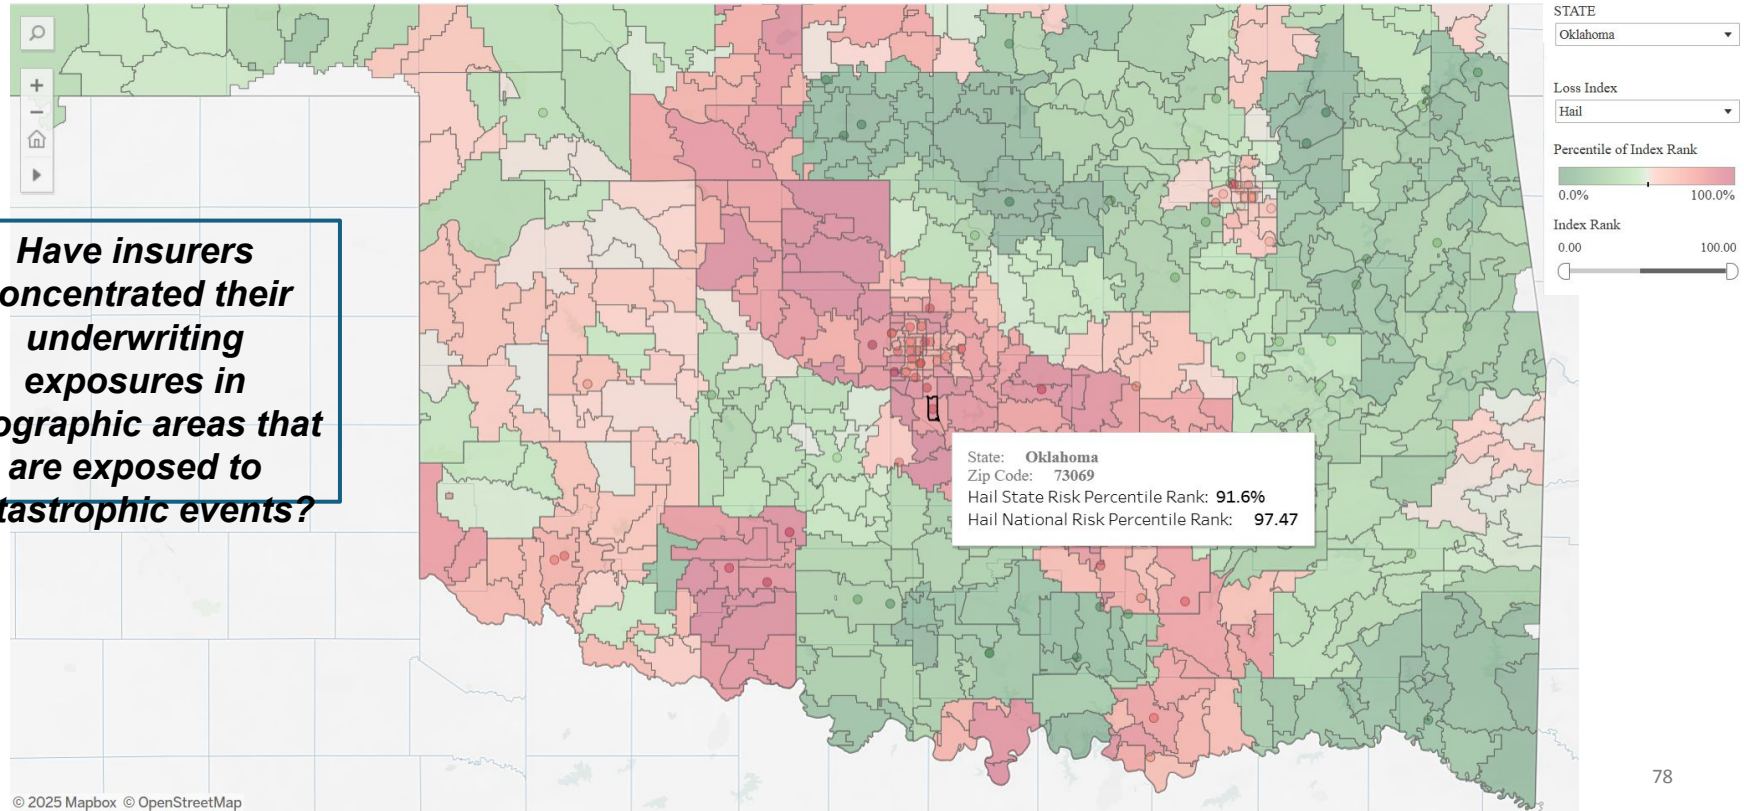 STATE
Oklahoma
Loss Index
Hail
Percentile of Index Rank
0.0% 100.0%
Index Rank
0.00 100.00
Have insurers
oncentrated their
underwriting
exposures in
ographic areas that
are exposed to
tastrophic events?
State: Oklahoma
Zip Code: 73069
Hail State Risk Percentile Rank: 91.6%
Hail National Risk Percentile Rank: 97.47
78
© 2025 Mapbox © OpenStreetMap